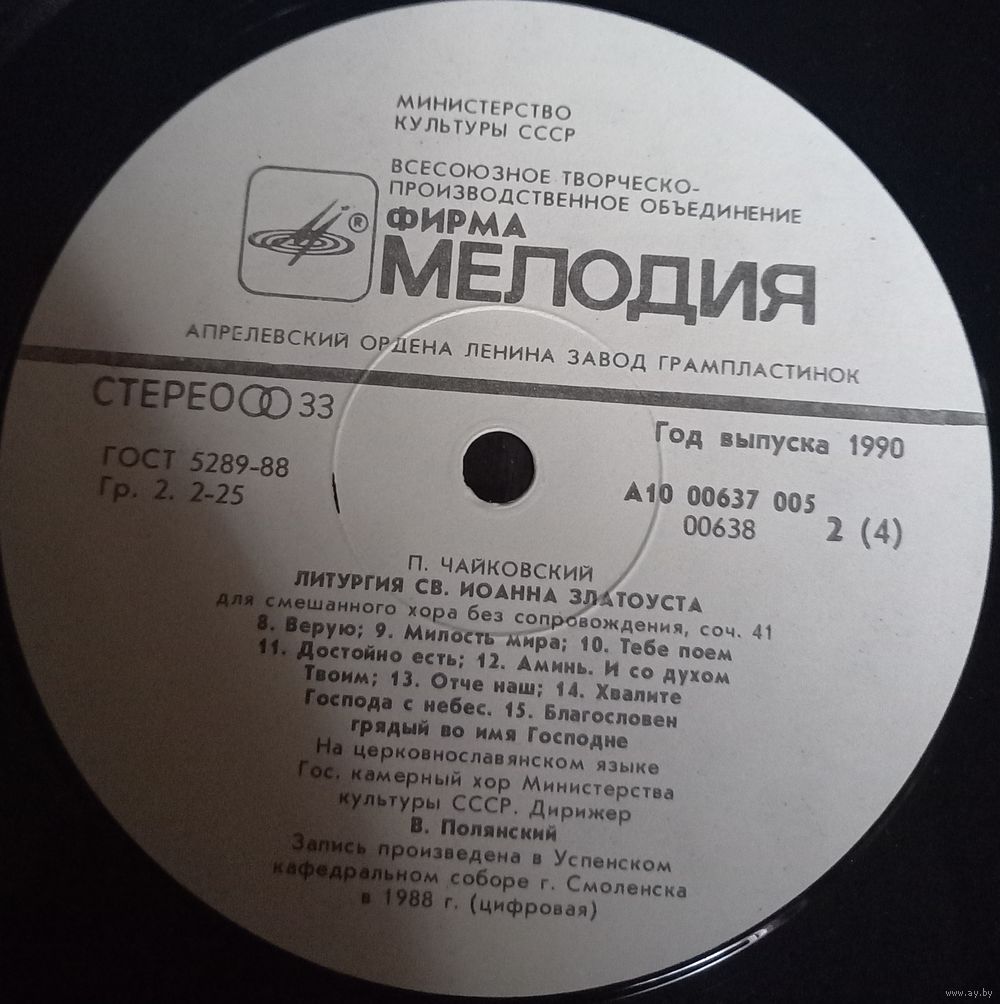 МИНИСТЕРСТВО
КУЛЬТУРЫ СССР
ВСЕСОЮЗНОЕ ТВОРЧЕСКО-
ПРОИЗВОДСТВЕННОЕ ОБЪЕДИНЕНИЕ
ФИРМА
®
МЕЛОДИЯ
АПРЕЛЕВСКИЙ ОРДЕНА ЛЕНИНА ЗАВОД ГРАМПЛАСТИНОК
СТЕРЕО 33
Год выпуска 1990
ГОСТ 5289-88
Гр. 2. 2-25
А10 00637 005
00638 2 (4)
П. ЧАЙКОВСКИЙ
ЛИТУРГИЯ СВ. ИОАННА ЗЛАТОУСТА
для смешанного хора без сопровождения, соч. 41
8. Верую; 9. Милость мира; 10. Тебе поем
11. Достойно есть; 12. Аминь. И со духом
Твоим; 13. Отче наш; 14. Хвалите
Господа с небес. 15. Благословен
грядый во имя Господне
На церковнославянском языке
Гос. камерный хор Министерства
культуры СССР. Дирижер
В. Полянский
Запись произведена в Успенском
кафедральном соборе г. Смоленска
в 1988 г. (цифровая)
www.ay.by